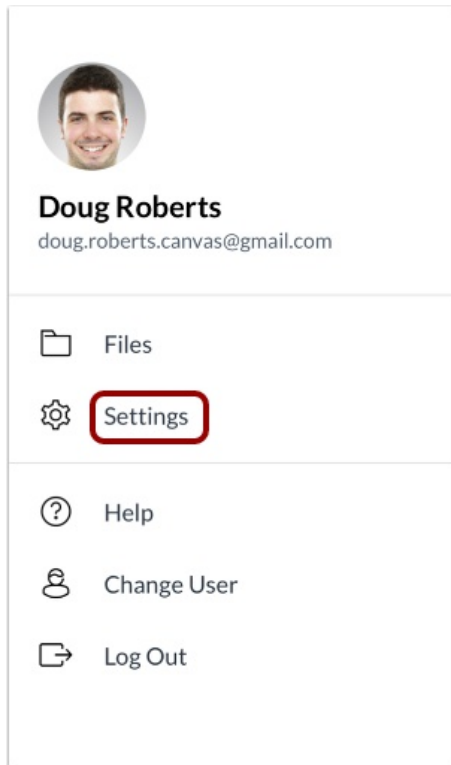 Doug Roberts
doug.roberts.canvas@gmail.com
Files
Settings
Help
Change User
Log Out